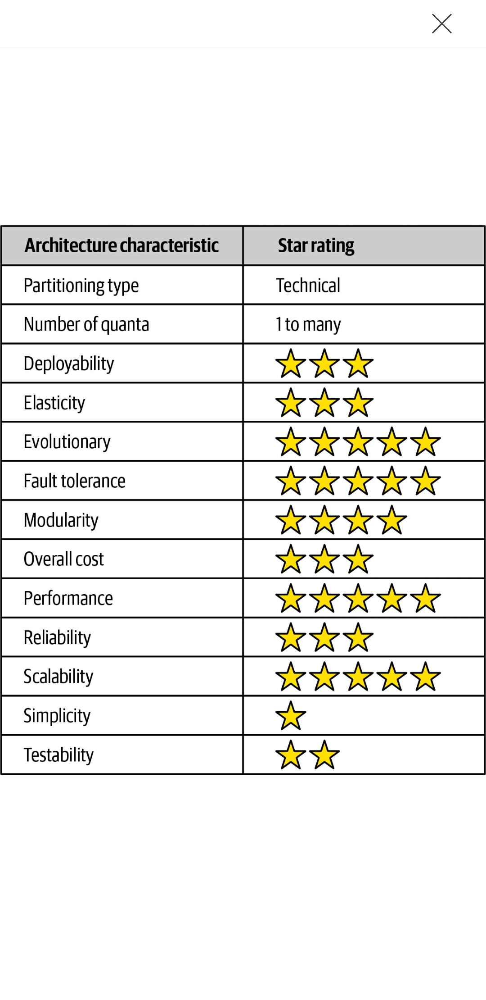 Architecture characteristic Star rating
Partitioning type Technical
Number of quanta 1 to many
Deployability
Elasticity
Evolutionary
Fault tolerance
Modularity
Overall cost
Performance
Reliability
Scalability
Simplicity
Testability